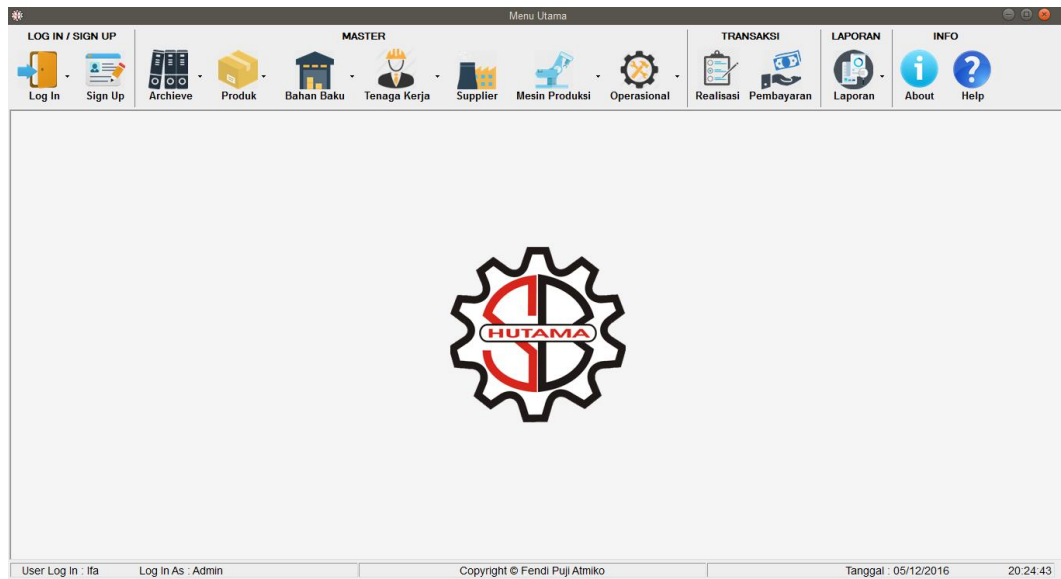 Menu Utama
LOG IN / SIGN UP MASTER TRANSAKSI LAPORAN INFO
Log In Sign Up Archieve Produk Bahan Baku Tenaga Kerja Supplier Mesin Produksi Operasional Realisasi Pembayaran Laporan About Help
HUTAMA
User Log In : Ifa Log In As : Admin Copyright © Fendi Puji Atmiko Tanggal : 05/12/2016 20:24:43